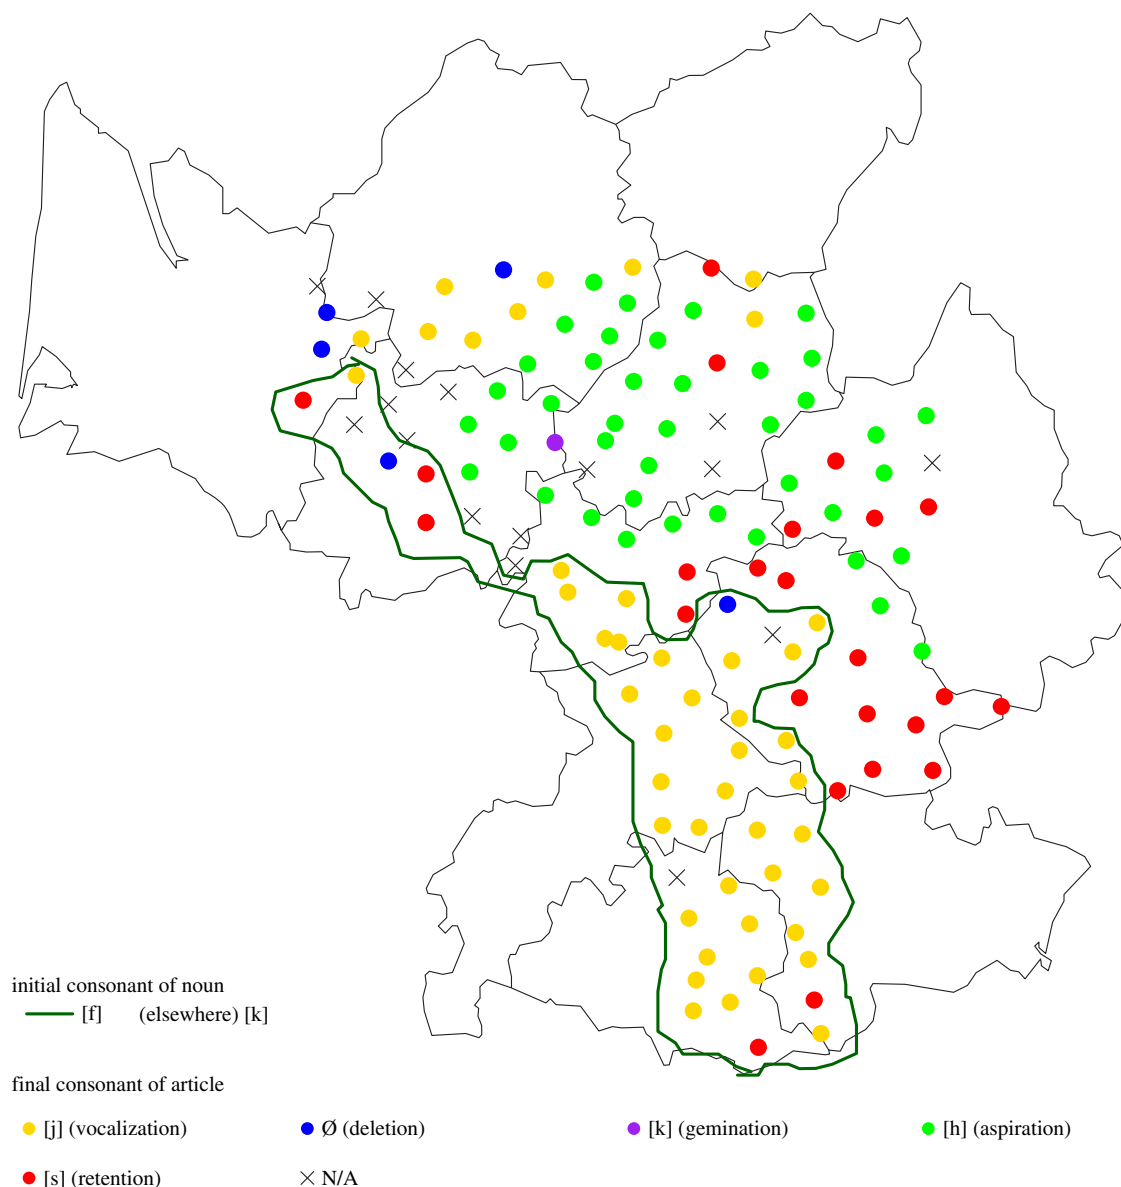 initial consonant of noun
[f] (elsewhere) [k]
final consonant of article
[j] (vocalization) Ø (deletion) [k] (gemination) [h] (aspiration)
[s] (retention) N/A